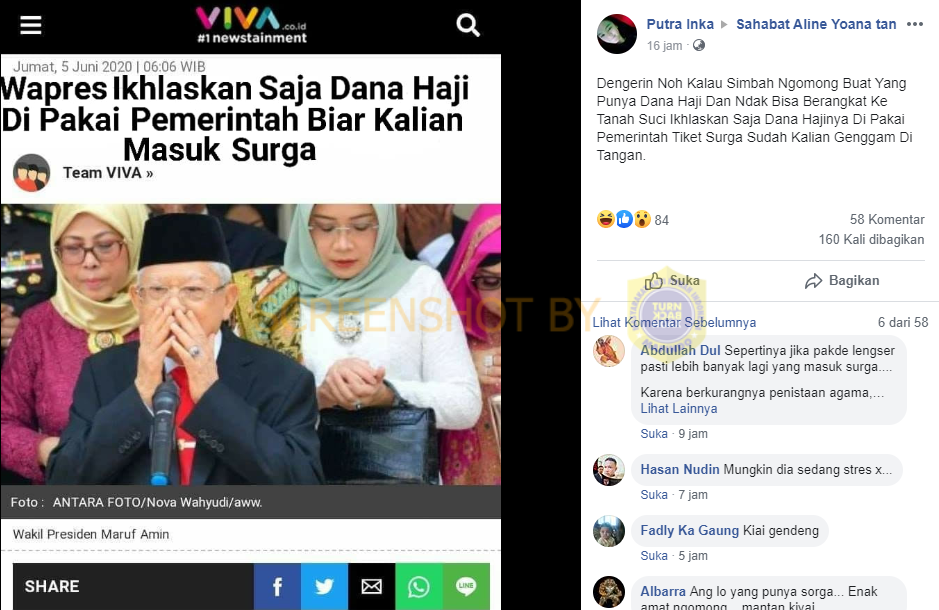 VIVA.co.id
#1 newstainment
Jumat, 5 Juni 2020 | 06:06 WIB
Wapres Ikhlaskan Saja Dana Haji
Di Pakai Pemerintah Biar Kalian
Masuk Surga
Team VIVA »
Foto : ANTARA FOTO/Nova Wahyudi/aww.
Wakil Presiden Maruf Amin
SHARE
LINE
SCREENSHOT BY
TURN
BACK
Putra Inka ▸ Sahabat Aline Yoana tan
16 jam ·
Dengerin Noh Kalau Simbah Ngomong Buat Yang
Punya Dana Haji Dan Ndak Bisa Berangkat Ke
Tanah Suci Ikhlaskan Saja Dana Hajinya Di Pakai
Pemerintah Tiket Surga Sudah Kalian Genggam Di
Tangan.
84
58 Komentar
160 Kali dibagikan
Suka
Bagikan
Lihat Komentar Sebelumnya
6 dari 58
Abdullah Dul Sepertinya jika pakde lengser
pasti lebih banyak lagi yang masuk surga....
Karena berkurangnya penistaan agama,...
Lihat Lainnya
Suka · 9 jam
Hasan Nudin Mungkin dia sedang stres x...
Suka · 7 jam
Fadly Ka Gaung Kiai gendeng
Suka · 5 jam
Albarra Ang lo yang punya sorga... Enak
amat ngomong... mantan kiyai